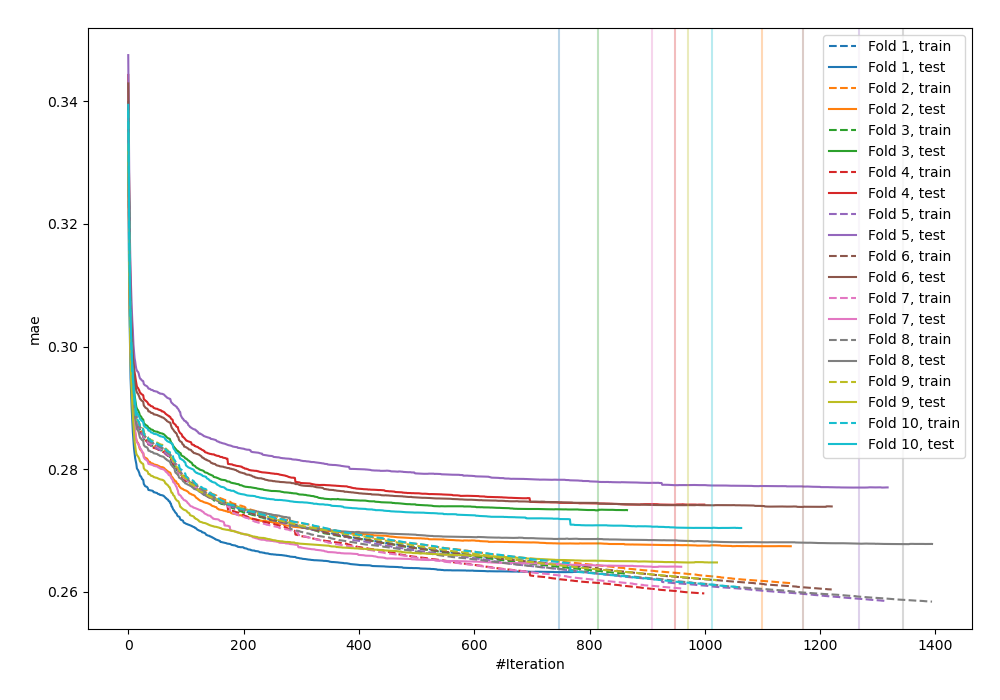 0.34
0.32
0.30
0.28
0.26
mae
0
200
400
600
800
1000
1200
1400
#Iteration
Fold 1, train
Fold 1, test
Fold 2, train
Fold 2, test
Fold 3, train
Fold 3, test
Fold 4, train
Fold 4, test
Fold 5, train
Fold 5, test
Fold 6, train
Fold 6, test
Fold 7, train
Fold 7, test
Fold 8, train
Fold 8, test
Fold 9, train
Fold 9, test
Fold 10, train
Fold 10, test